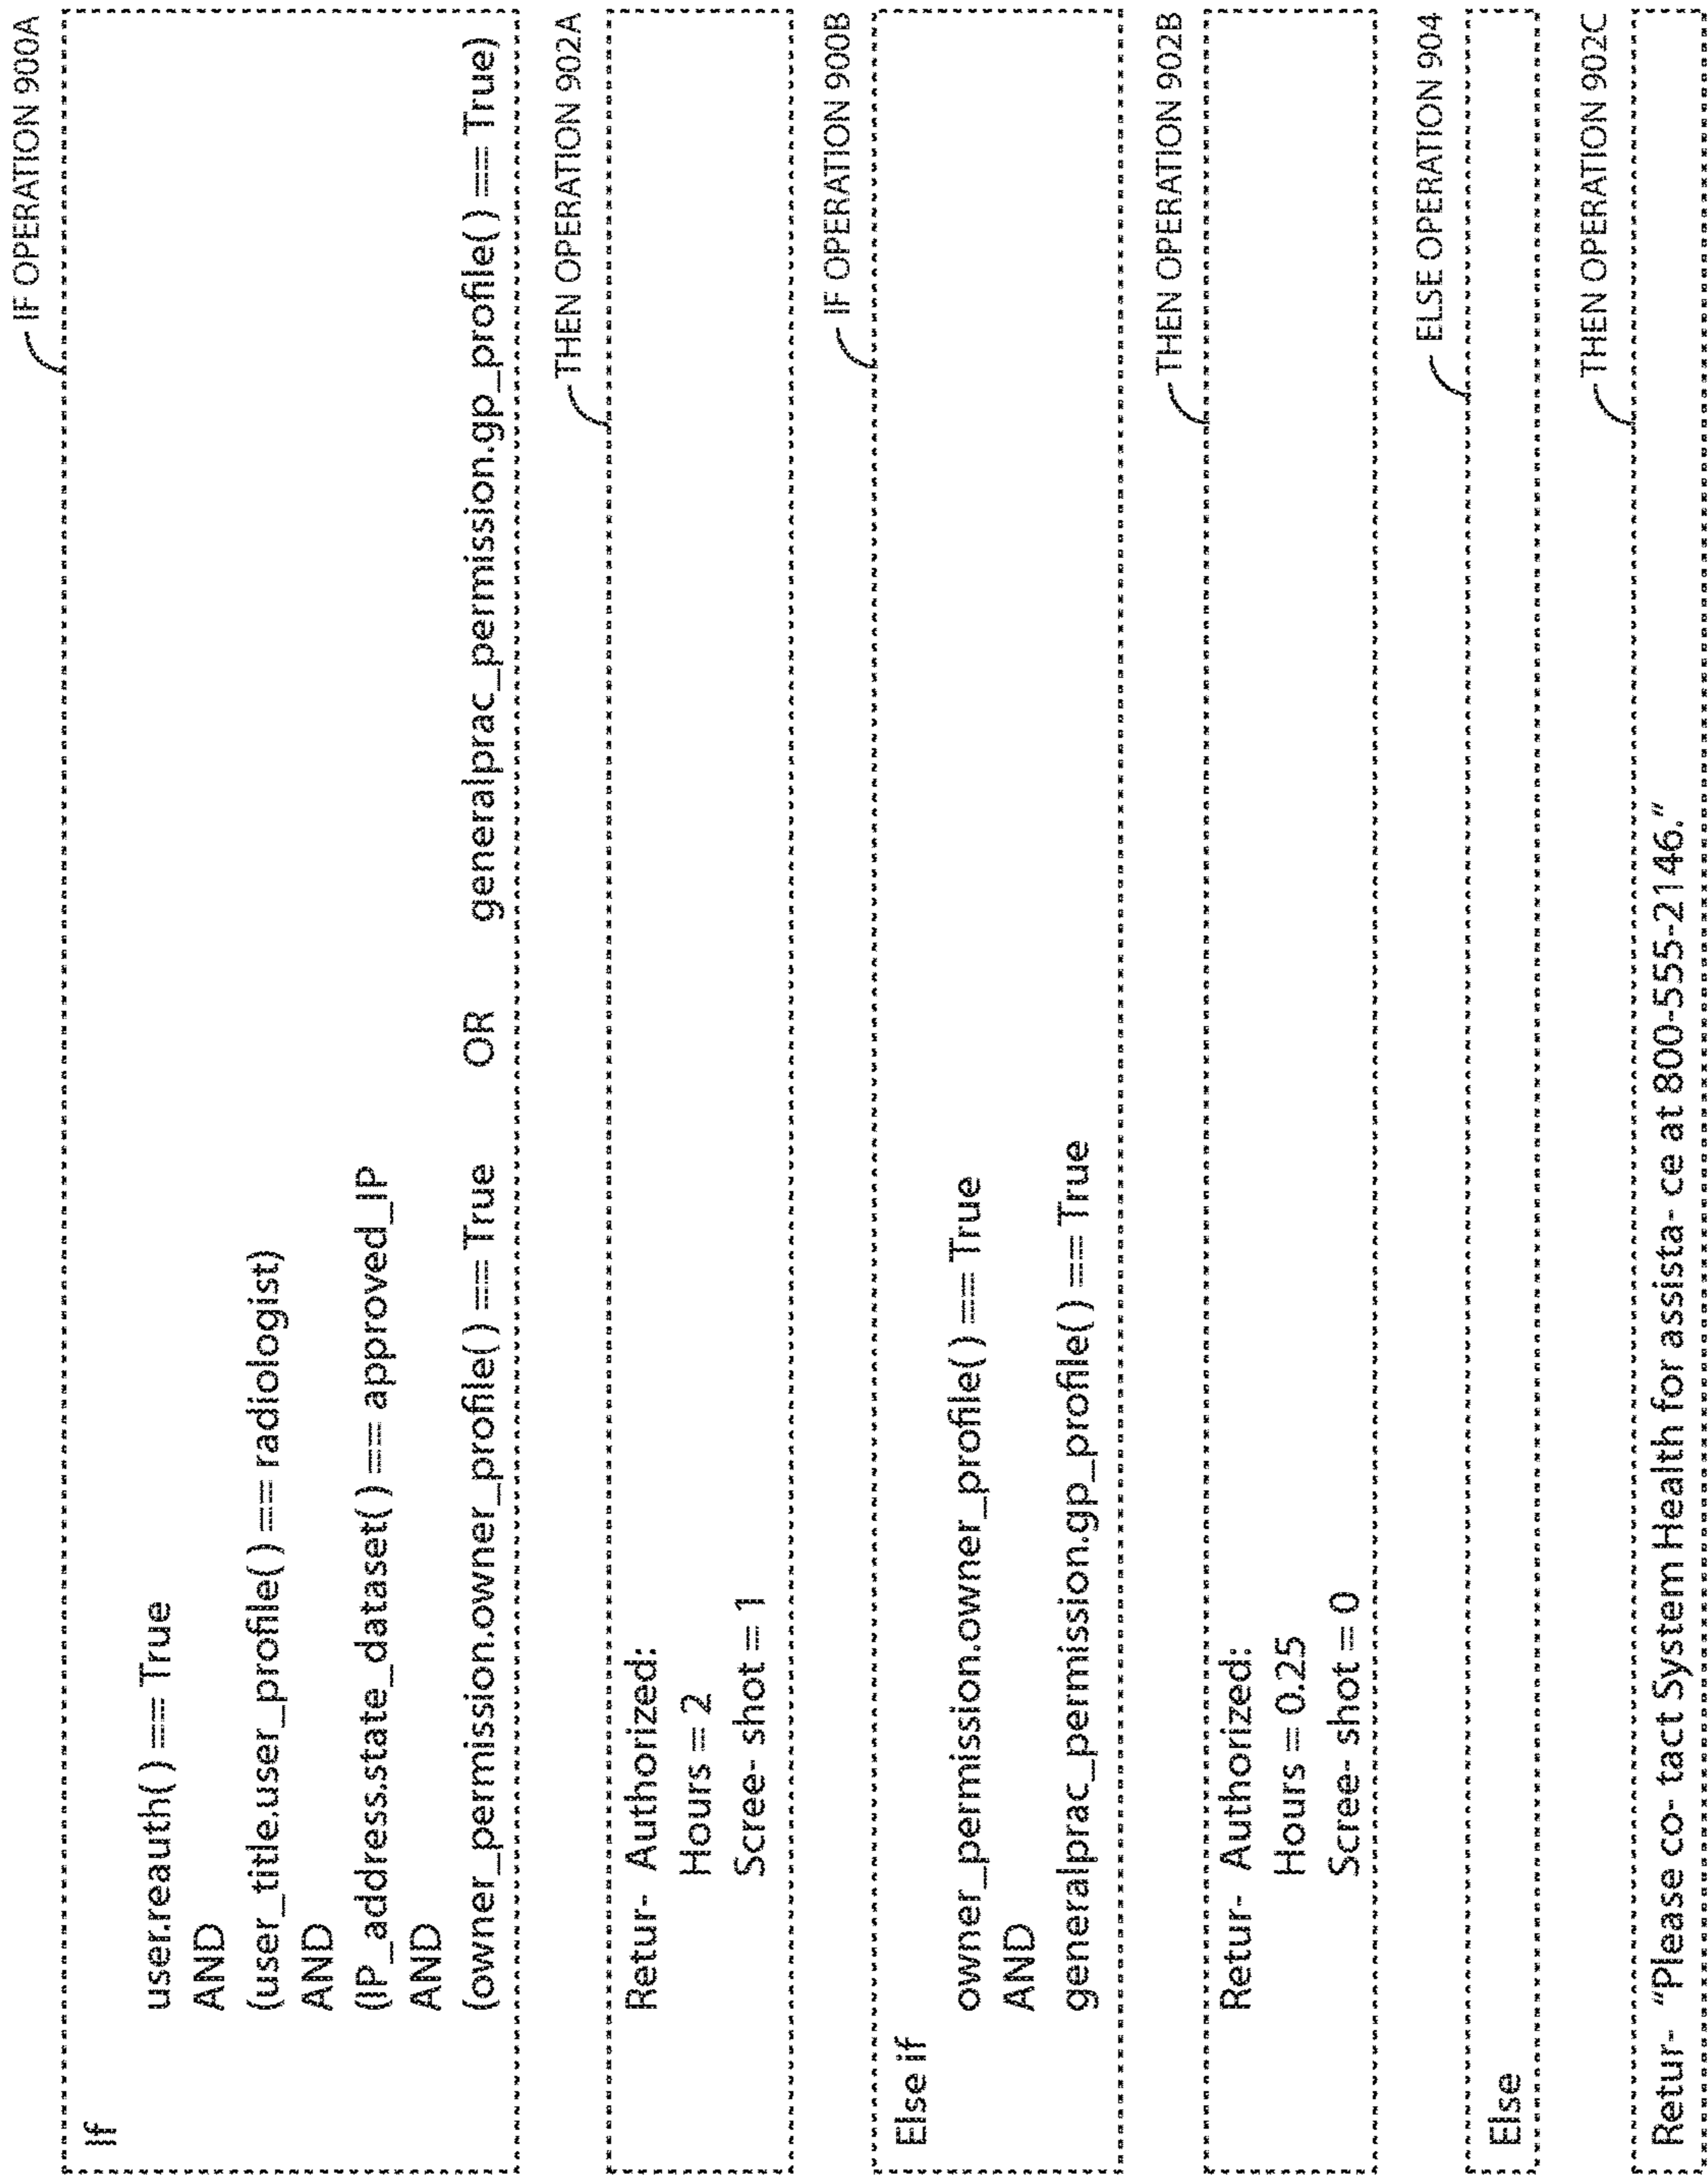 IF OPERATION 900A
If
user.reauth( ) == True
AND
(user_title.user_profile( ) == radiologist)
AND
(IP_address.state_dataset( ) == approved_IP
AND
(owner_permission.owner_profile( ) == True OR generalprac_permission.gp_profile( ) == True)
THEN OPERATION 902A
Retur- Authorized:
Hours = 2
Scree- shot = 1
IF OPERATION 900B
Else if
owner_permission.owner_profile( ) == True
AND
generalprac_permission.gp_profile( ) == True
THEN OPERATION 902B
Retur- Authorized:
Hours = 0.25
Scree- shot = 0
ELSE OPERATION 904
Else
THEN OPERATION 902C
Retur- “Please co- tact System Health for assista- ce at 800-555-2146.”